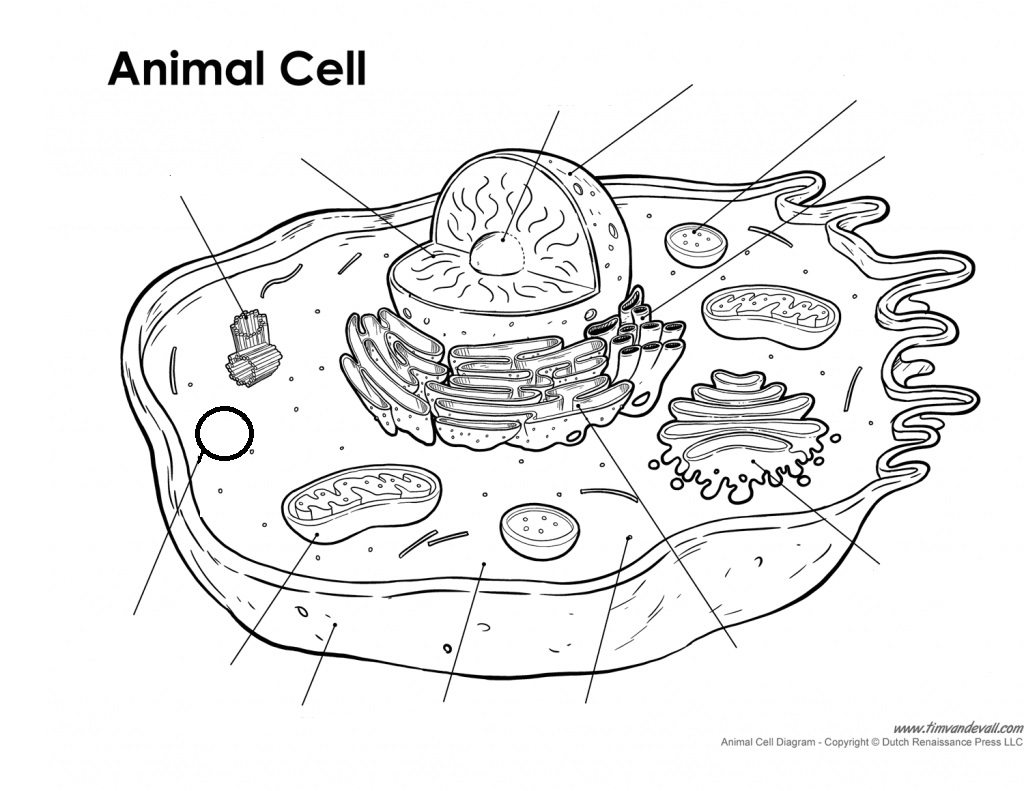 Animal Cell
www.timvandevall.com
Animal Cell Diagram - Copyright © Dutch Renaissance Press LLC